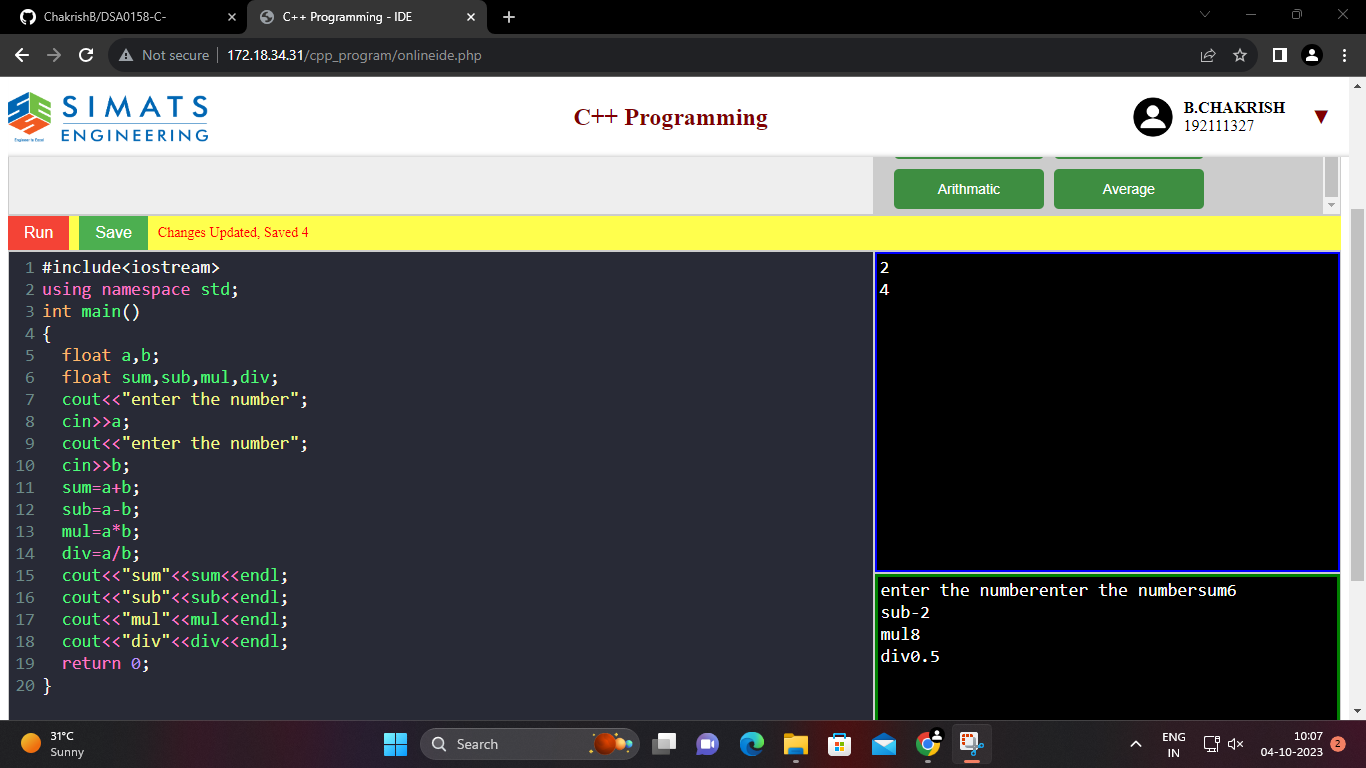 ChakrishB/DSA0158-C-
C++ Programming - IDE
Not secure
172.18.34.31/cpp_program/onlineide.php
SIMATS
ENGINEERING
C++ Programming
B.CHAKRISH
192111327
Arithmatic
Average
Run
Save
Changes Updated, Saved 4
1 #include<iostream>
2 using namespace std;
3 int main()
4 {
5 float a,b;
6 float sum,sub,mul,div;
7 cout<<"enter the number";
8 cin>>a;
9 cout<<"enter the number";
10 cin>>b;
11 sum=a+b;
12 sub=a-b;
13 mul=a*b;
14 div=a/b;
15 cout<<"sum"<<sum<<endl;
16 cout<<"sub"<<sub<<endl;
17 cout<<"mul"<<mul<<endl;
18 cout<<"div"<<div<<endl;
19 return 0;
20 }
2
4
enter the numberenter the numbersum6
sub-2
mul8
div0.5
31°C
Sunny
Search
ENG
IN
10:07
04-10-2023
2